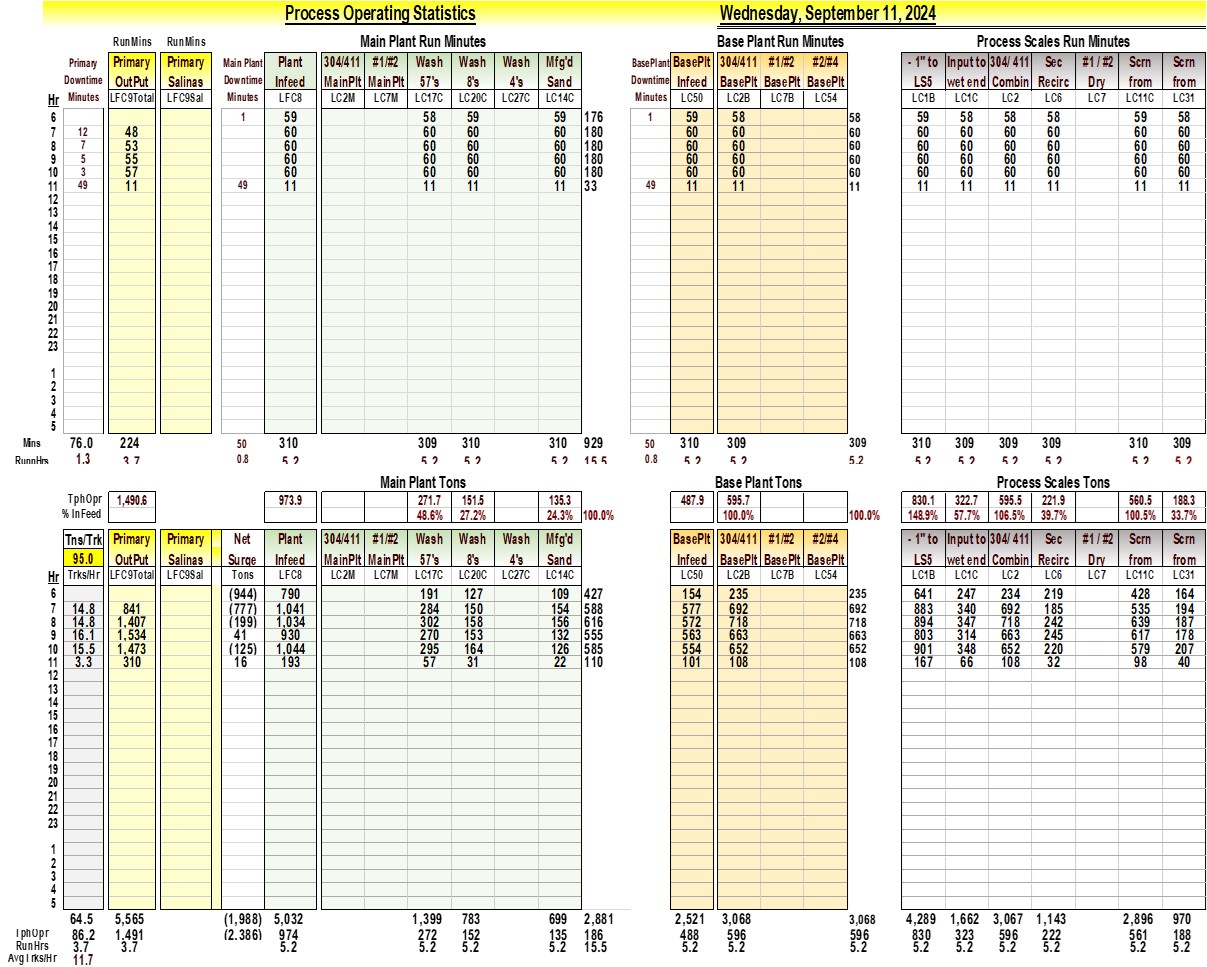 Process Operating Statistics Wednesday, September 11, 2024
RunMins RunMins Main Plant Run Minutes Base Plant Run Minutes Process Scales Run Minutes
Primary Primary Primary Main Plant Plant 304/411 #1/#2 Wash Wash Wash Mfg'd BasePlant BasePlt 304/411 #1/#2 #2/#4 - 1" to Input to 304/ 411 Sec #1 / #2 Scrn Scrn
Downtime OutPut Salinas Downtime Infeed MainPlt MainPlt 57's 8's 4's Sand Downtime Infeed BasePlt BasePlt BasePlt LS5 wet end Combin Recirc Dry from from
Hr Minutes LFC9Total LFC9Sal Minutes LFC8 LC2M LC7M LC17C LC20C LC27C LC14C Minutes LC50 LC2B LC7B LC54 LC1B LC1C LC2 LC6 LC7 LC11C LC31
6 1 59 58 59 59 176 1 59 58 58 59 58 58 58 59 58
7 12 48 60 60 60 60 180 60 60 60 60 60 60 60 60 60
8 7 53 60 60 60 60 180 60 60 60 60 60 60 60 60 60
9 5 55 60 60 60 60 180 60 60 60 60 60 60 60 60 60
10 3 57 60 60 60 60 180 60 60 60 60 60 60 60 60 60
11 49 11 49 11 11 11 11 33 49 11 11 11 11 11 11 11 11 11
12
13
14
15
16
17
18
19
20
21
22
23
1
2
3
4
5
Mins 76.0 224 50 310 309 310 310 929 50 310 309 309 310 309 309 309 310 309
RunnHrs 1.3 3.7 0.8 5.2 5.2 5.2 5.2 15.5 0.8 5.2 5.2 5.2 5.2 5.2 5.2 5.2 5.2 5.2
Main Plant Tons Base Plant Tons Process Scales Tons
TphOpr 1,490.6 973.9 271.7 151.5 135.3 487.9 595.7 830.1 322.7 595.5 221.9 560.5 188.3
% InFeed 48.6% 27.2% 24.3% 100.0% 100.0% 100.0% 148.9% 57.7% 106.5% 39.7% 100.5% 33.7%
Tns/Trk Primary Primary Net Plant 304/411 #1/#2 Wash Wash Wash Mfg'd BasePlt 304/411 #1/#2 #2/#4 - 1" to Input to 304/ 411 Sec #1 / #2 Scrn Scrn
95.0 OutPut Salinas Surge Infeed MainPlt MainPlt 57's 8's 4's Sand Infeed BasePlt BasePlt BasePlt LS5 wet end Combin Recirc Dry from from
Hr Trks/Hr LFC9Total LFC9Sal Tons LFC8 LC2M LC7M LC17C LC20C LC27C LC14C LC50 LC2B LC7B LC54 LC1B LC1C LC2 LC6 LC7 LC11C LC31
6 (944) 790 191 127 109 427 154 235 235 641 247 234 219 428 164
7 14.8 841 (777) 1,041 284 150 154 588 577 692 692 883 340 692 185 535 194
8 14.8 1,407 (199) 1,034 302 158 156 616 572 718 718 894 347 718 242 639 187
9 16.1 1,534 41 930 270 153 132 555 563 663 663 803 314 663 245 617 178
10 15.5 1,473 (125) 1,044 295 164 126 585 554 652 652 901 348 652 220 579 207
11 3.3 310 16 193 57 31 22 110 101 108 108 167 66 108 32 98 40
12
13
14
15
16
17
18
19
20
21
22
23
1
2
3
4
5
64.5 5,565 (1,988) 5,032 1,399 783 699 2,881 2,521 3,068 3,068 4,289 1,662 3,067 1,143 2,896 970
TphOpr 86.2 1,491 (2,386) 974 272 152 135 186 488 596 596 830 323 596 222 561 188
RunHrs 3.7 3.7 5.2 5.2 5.2 5.2 15.5 5.2 5.2 5.2 5.2 5.2 5.2 5.2 5.2 5.2
AvgTrks/Hr 11.7